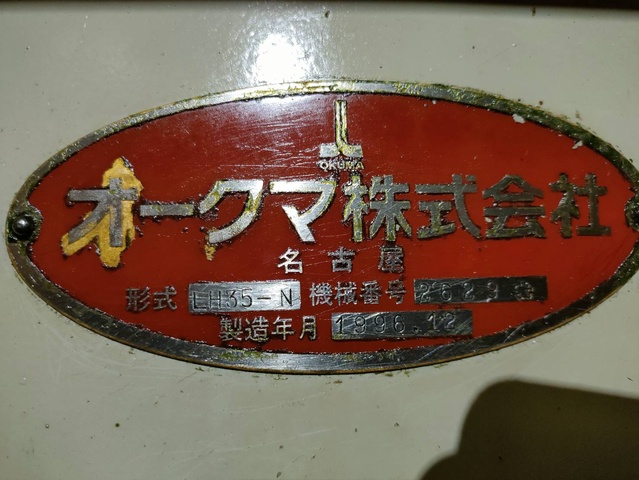 OKUMA
オークマ株式会社
名古屋
形式 LH35-N 機械番号
製造年月 1996.12